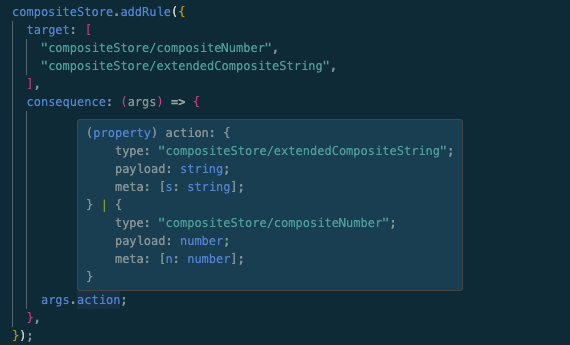 compositeStore.addRule({
target: [
"compositeStore/compositeNumber",
"compositeStore/extendedCompositeString",
],
consequence: (args) => {
(property) action: {
type: "compositeStore/extendedCompositeString";
payload: string;
meta: [s: string];
} | {
type: "compositeStore/compositeNumber";
payload: number;
meta: [n: number];
}
args.action;
},
});